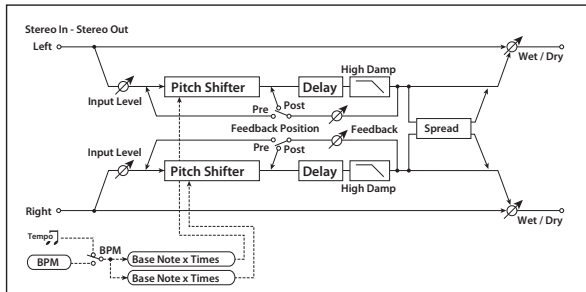 Stereo In - Stereo Out
Left
Wet / Dry
High Damp
Pitch Shifter
Delay
Input Level
Post
Pre
Feedback Position
Feedback
Spread
Input Level
Pre
Post
Pitch Shifter
Delay
High Damp
Right
Wet / Dry
Tempo
BPM
BPM
Base Note x Times
Base Note x Times